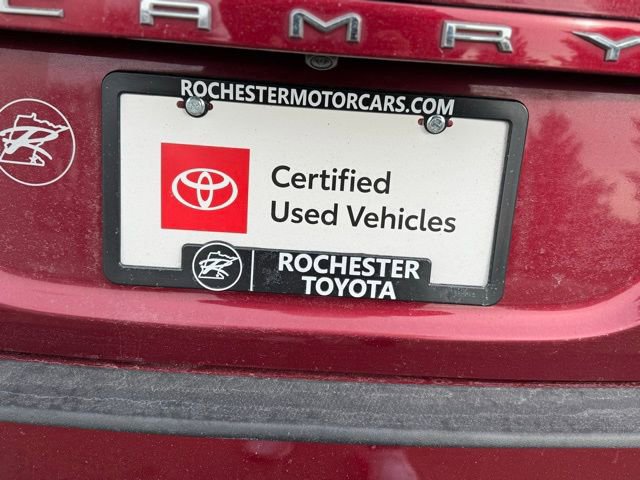 CAMRY
ROCHESTERMOTORCARS.COM
Certified
Used Vehicles
ROCHESTER
TOYOTA